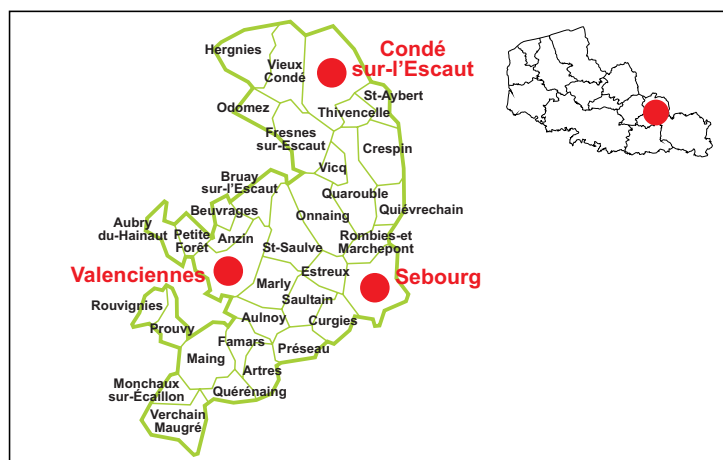 Hergnies
Vieux
Condé
Condé
sur-l’Escaut
St-Aybert
Odomez
Thivencelle
Fresnes
sur-Escaut
Crespin
Vicq
Bruay
sur-l’Escaut
Quarouble
Beuvrages
Onnaing
Quiévrechain
Aubry
du-Hainaut
Petite
Forêt
Anzin
St-Saulve
Rombies-et
Marchepont
Valenciennes
Estreux
Sebourg
Marly
Saultain
Rouvignies
Prouvy
Aulnoy
Curgies
Famars
Préseau
Maing
Artres
Monchaux
sur-Écaillon
Quérénaing
Verchain
Maugré